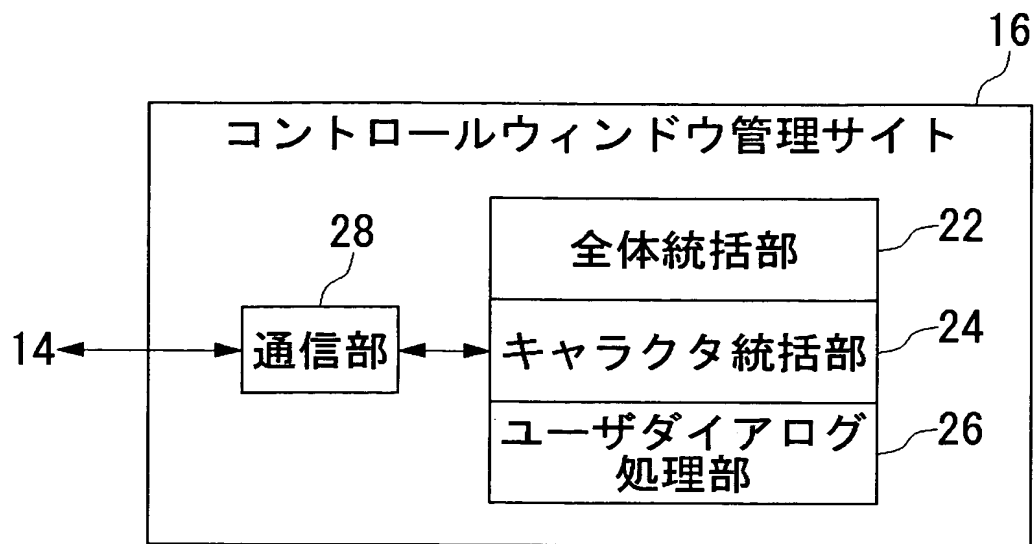 16
コントロールウィンドウ管理サイト
28
22
全体統括部
14
通信部
24
キャラクタ統括部
26
ユーザダイアログ
処理部